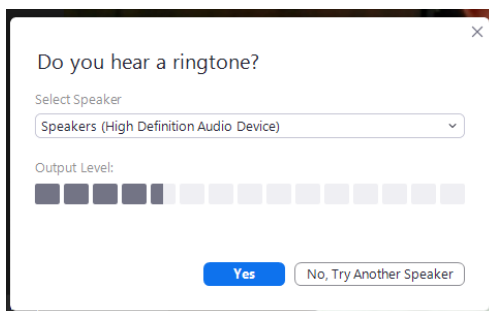 Do you hear a ringtone?
Select Speaker
Speakers (High Definition Audio Device)
Output Level:
Yes
No, Try Another Speaker